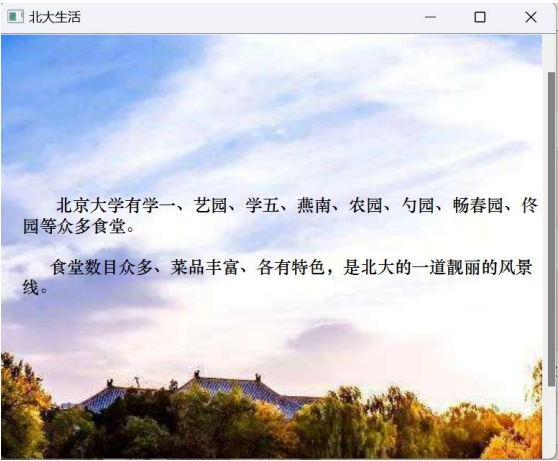 北大生活
北京大学有学一、艺园、学五、燕南、农园、勺园、畅春园、佟
园等众多食堂。
食堂数目众多、菜品丰富、各有特色，是北大的一道靓丽的风景
线。